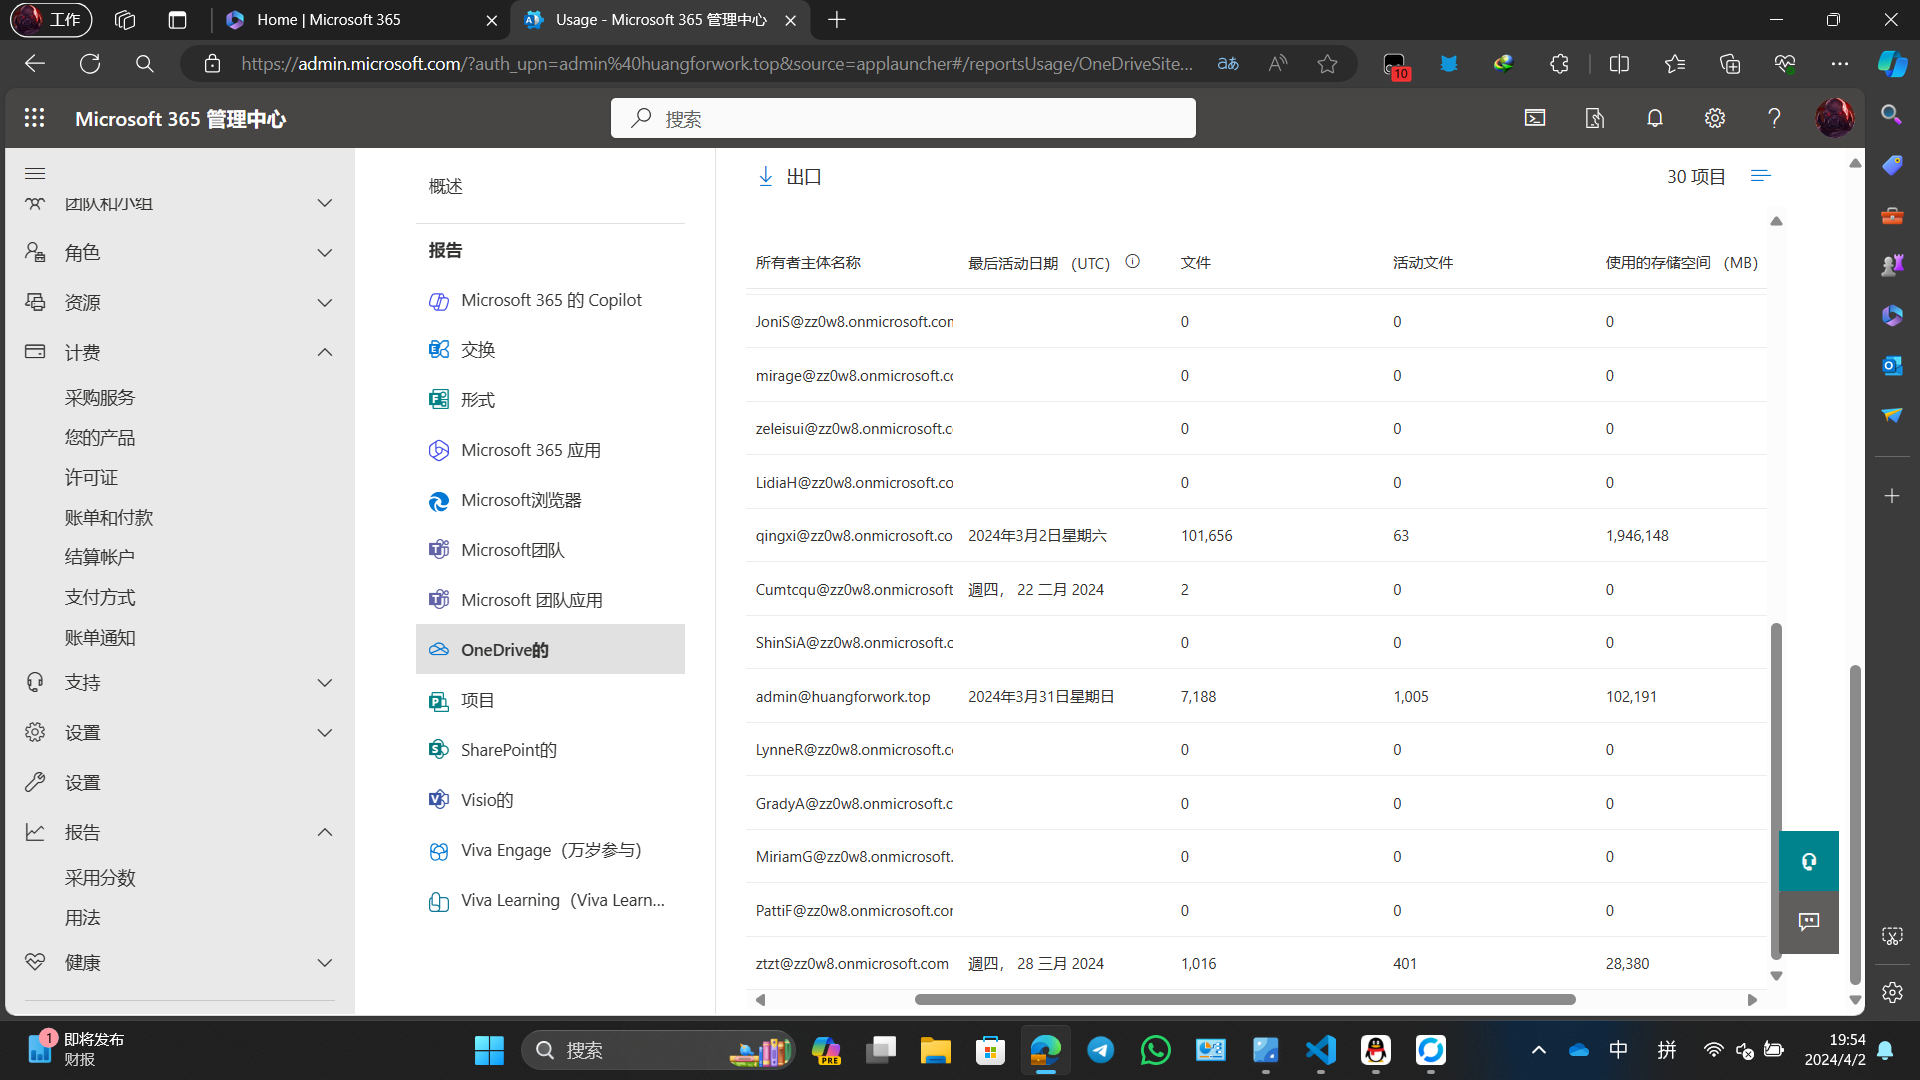 工作
Home | Microsoft 365
Usage - Microsoft 365 管理中心
https://admin.microsoft.com/?auth_upn=admin%40huangforwork.top&source=applauncher#/reportsUsage/OneDriveSite...
aあ
10
Microsoft 365 管理中心
搜索
团队和小组
角色
资源
计费
采购服务
您的产品
许可证
账单和付款
结算帐户
支付方式
账单通知
支持
设置
设置
报告
采用分数
用法
健康
概述
报告
Microsoft 365 的 Copilot
交换
形式
Microsoft 365 应用
Microsoft浏览器
Microsoft团队
Microsoft 团队应用
OneDrive的
项目
SharePoint的
Visio的
Viva Engage（万岁参与）
Viva Learning（Viva Learn...
出口
30 项目
所有者主体名称 最后活动日期 （UTC） 文件 活动文件 使用的存储空间 （MB）
JoniS@zz0w8.onmicrosoft.com 0 0 0
mirage@zz0w8.onmicrosoft.co 0 0 0
zeleisui@zz0w8.onmicrosoft.c 0 0 0
LidiaH@zz0w8.onmicrosoft.co 0 0 0
qingxi@zz0w8.onmicrosoft.co 2024年3月2日星期六 101,656 63 1,946,148
Cumtcqu@zz0w8.onmicrosoft 週四， 22 二月 2024 2 0 0
ShinSiA@zz0w8.onmicrosoft.c 0 0 0
admin@huangforwork.top 2024年3月31日星期日 7,188 1,005 102,191
LynneR@zz0w8.onmicrosoft.c 0 0 0
GradyA@zz0w8.onmicrosoft.c 0 0 0
MiriamG@zz0w8.onmicrosoft. 0 0 0
PattiF@zz0w8.onmicrosoft.cor 0 0 0
ztzt@zz0w8.onmicrosoft.com 週四， 28 三月 2024 1,016 401 28,380
1
即将发布
财报
搜索
PRE
中
拼
19:54
2024/4/2